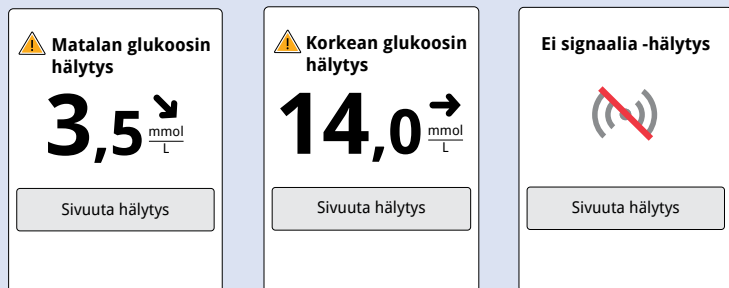 Matalan glukoosin
hälytys
3,5 mmol
L
Sivuuta hälytys
Korkean glukoosin
hälytys
14,0 mmol
L
Sivuuta hälytys
Ei signaalia -hälytys
Sivuuta hälytys